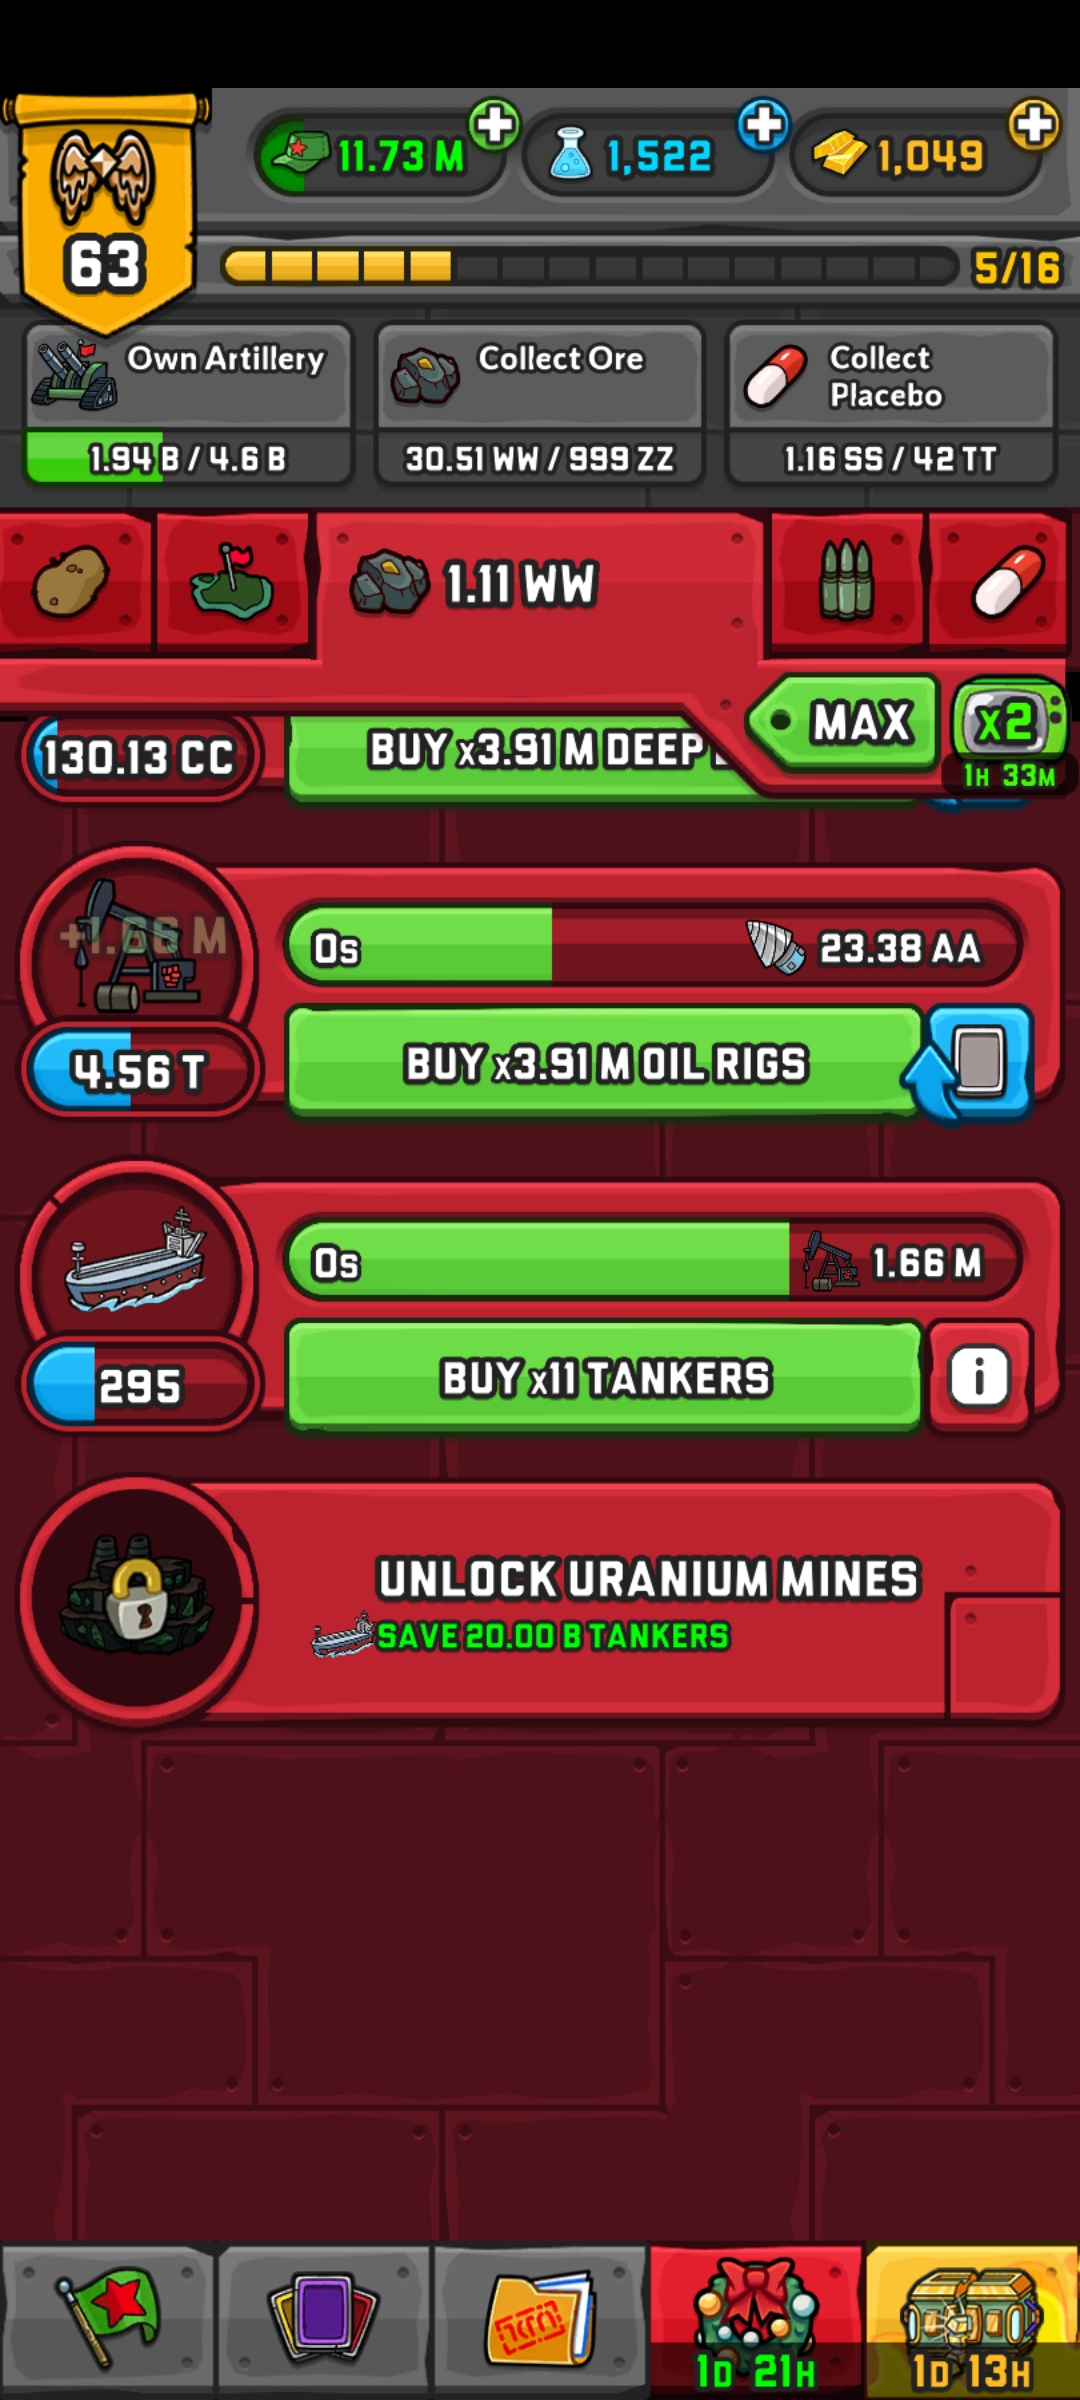 11.73 M
1,522
1,049
63
5/16
Own Artillery
1.94 B / 4.6 B
Collect Ore
30.51 WW / 999 ZZ
Collect
Placebo
1.16 SS / 42 TT
1.11 WW
MAX
x2
1H 33M
130.13 CC
BUY x3.91 M DEEP
+1.66 M
0s
23.38 AA
4.56 T
BUY x3.91 M OIL RIGS
0s
1.66 M
295
BUY x11 TANKERS
i
UNLOCK URANIUM MINES
SAVE 20.00 B TANKERS
1D 21H
1D 13H